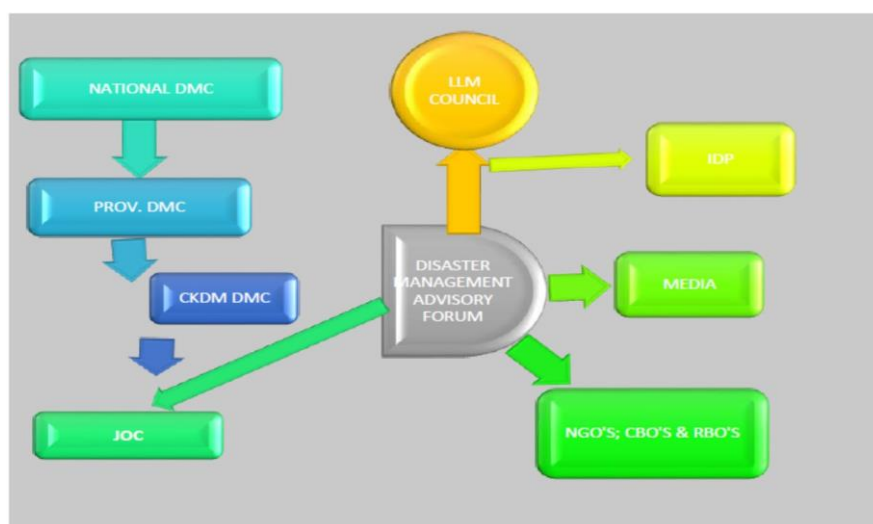 NATIONAL DMC
LLM
COUNCIL
IDP
PROV. DMC
DISASTER
MANAGEMENT
ADVISORY
FORUM
CKDM DMC
MEDIA
JOC
NGO'S; CBO'S & RBO'S